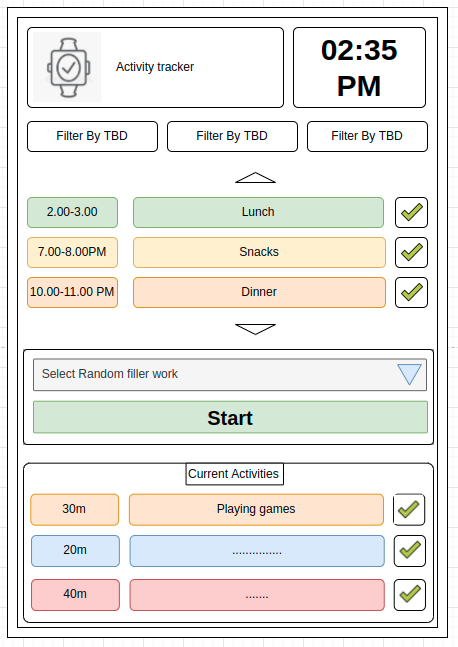 Activity tracker
02:35
PM
Filter By TBD
Filter By TBD
Filter By TBD
2.00-3.00
Lunch
7.00-8.00PM
Snacks
10.00-11.00 PM
Dinner
Select Random filler work
Start
Current Activities
30m
Playing games
20m
...............
40m
.......